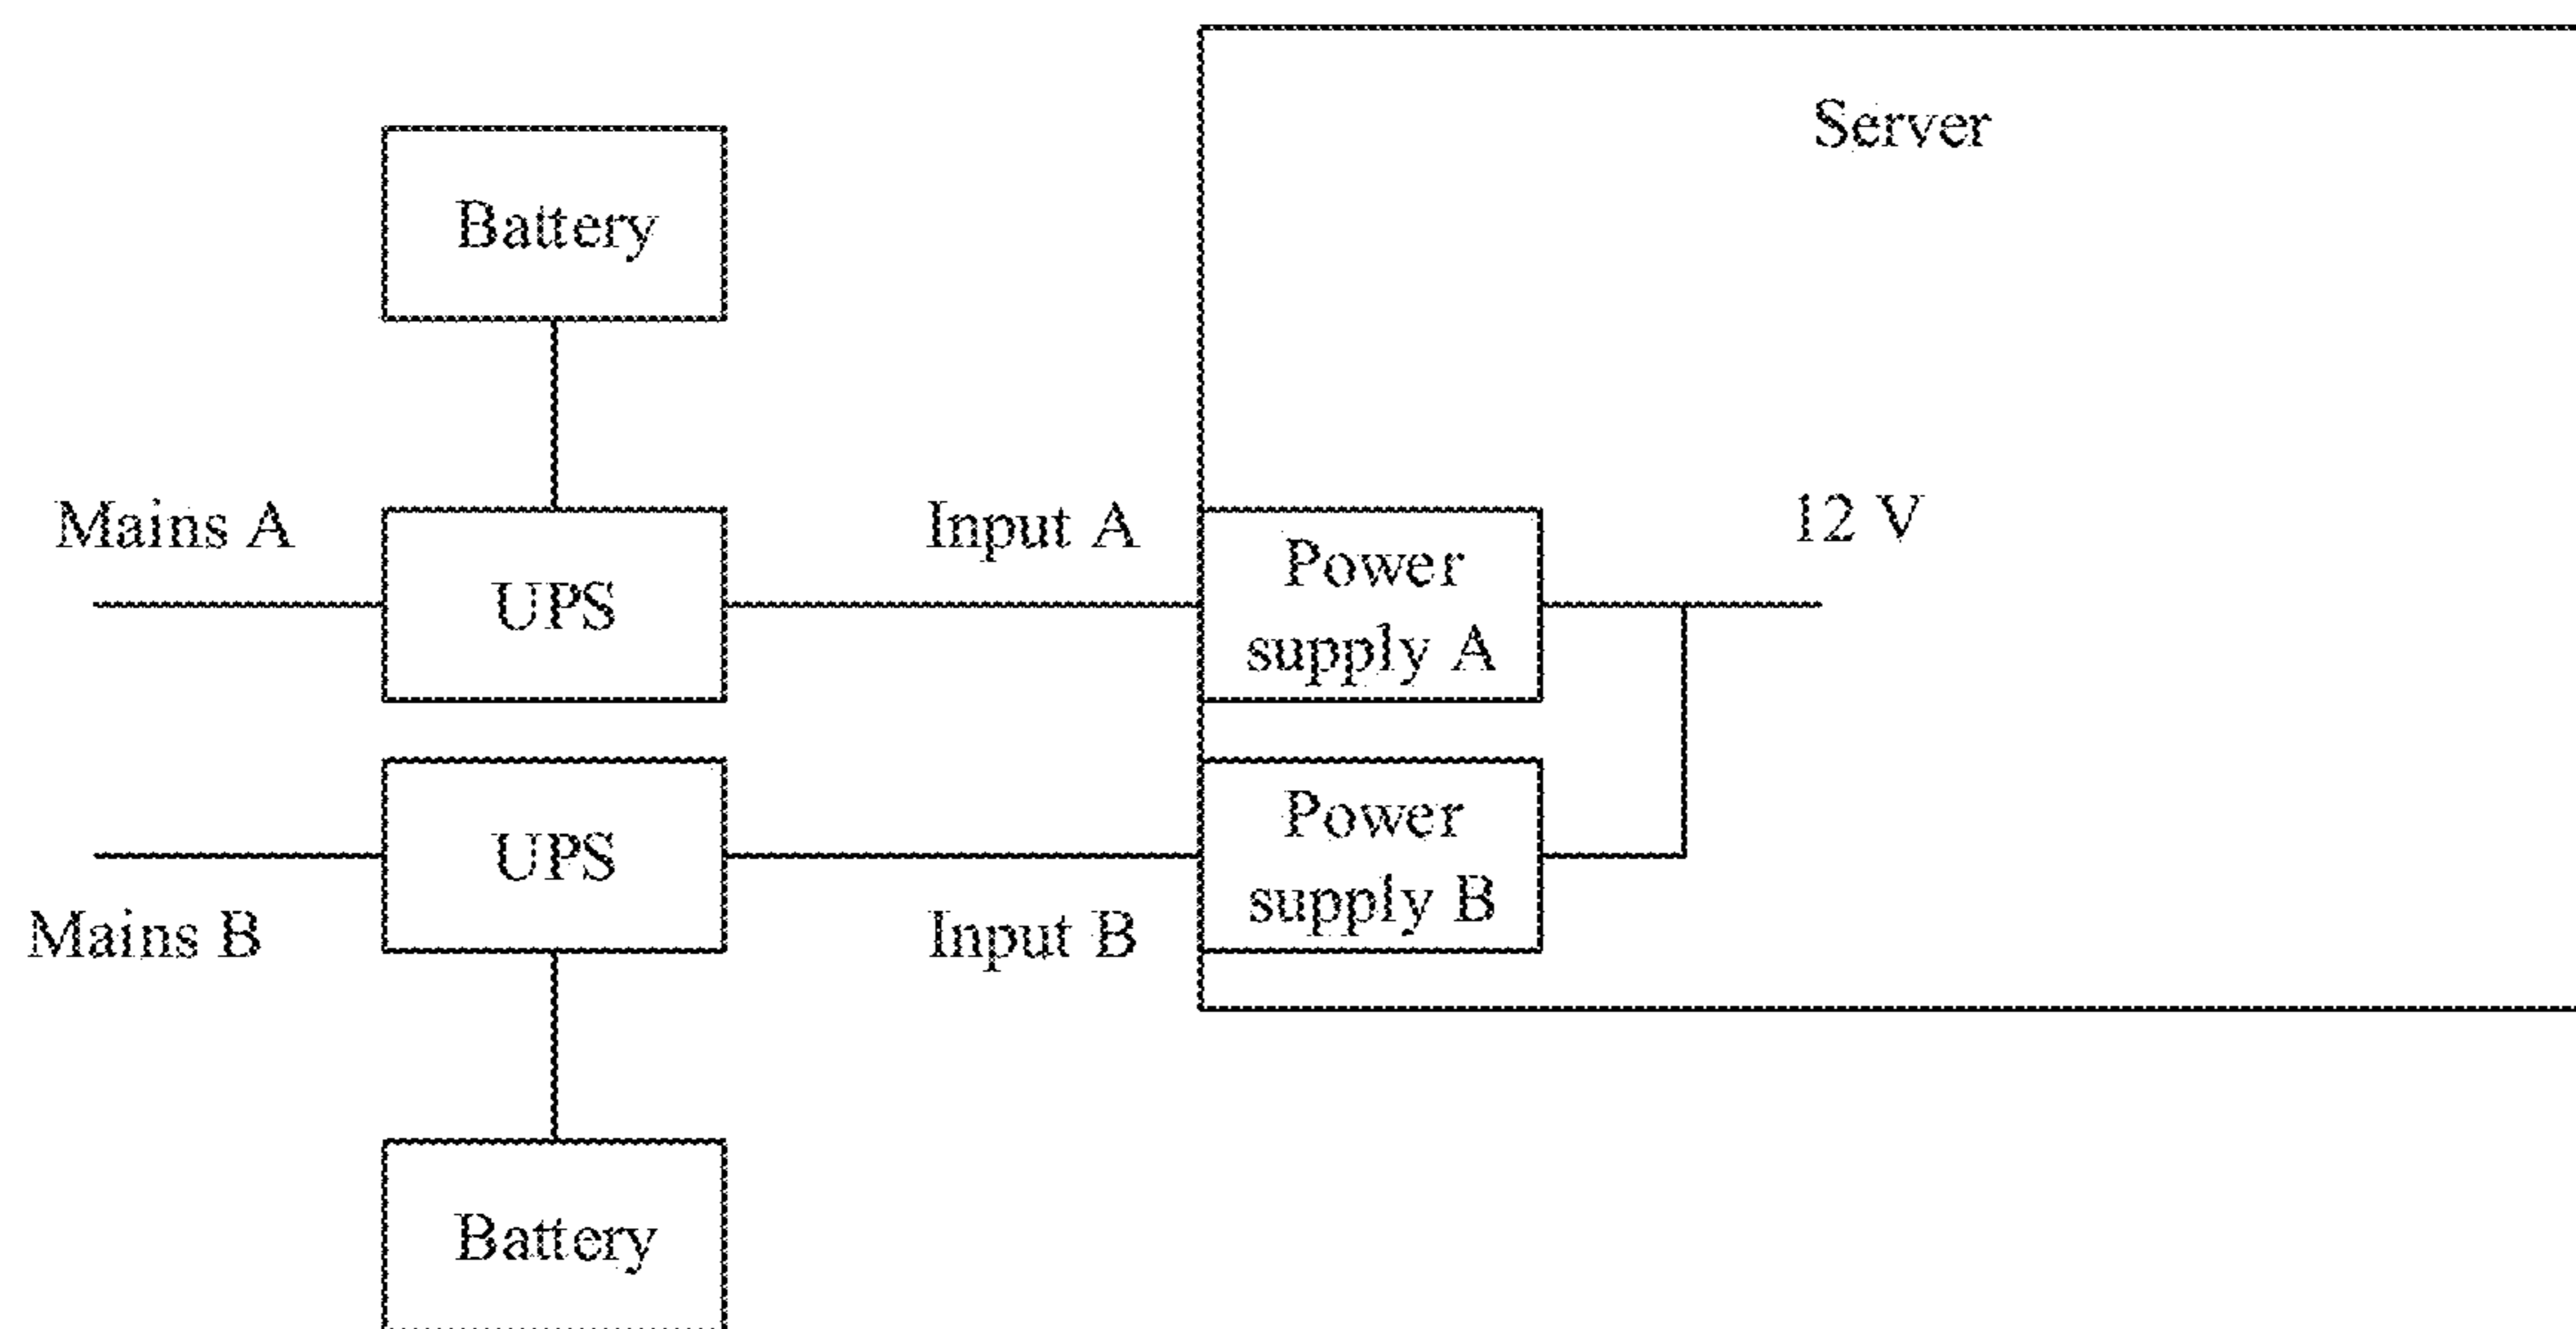 Server
Battery
Mains A
UPS
Input A
Power
supply A
12 V
Mains B
UPS
Input B
Power
supply B
Battery